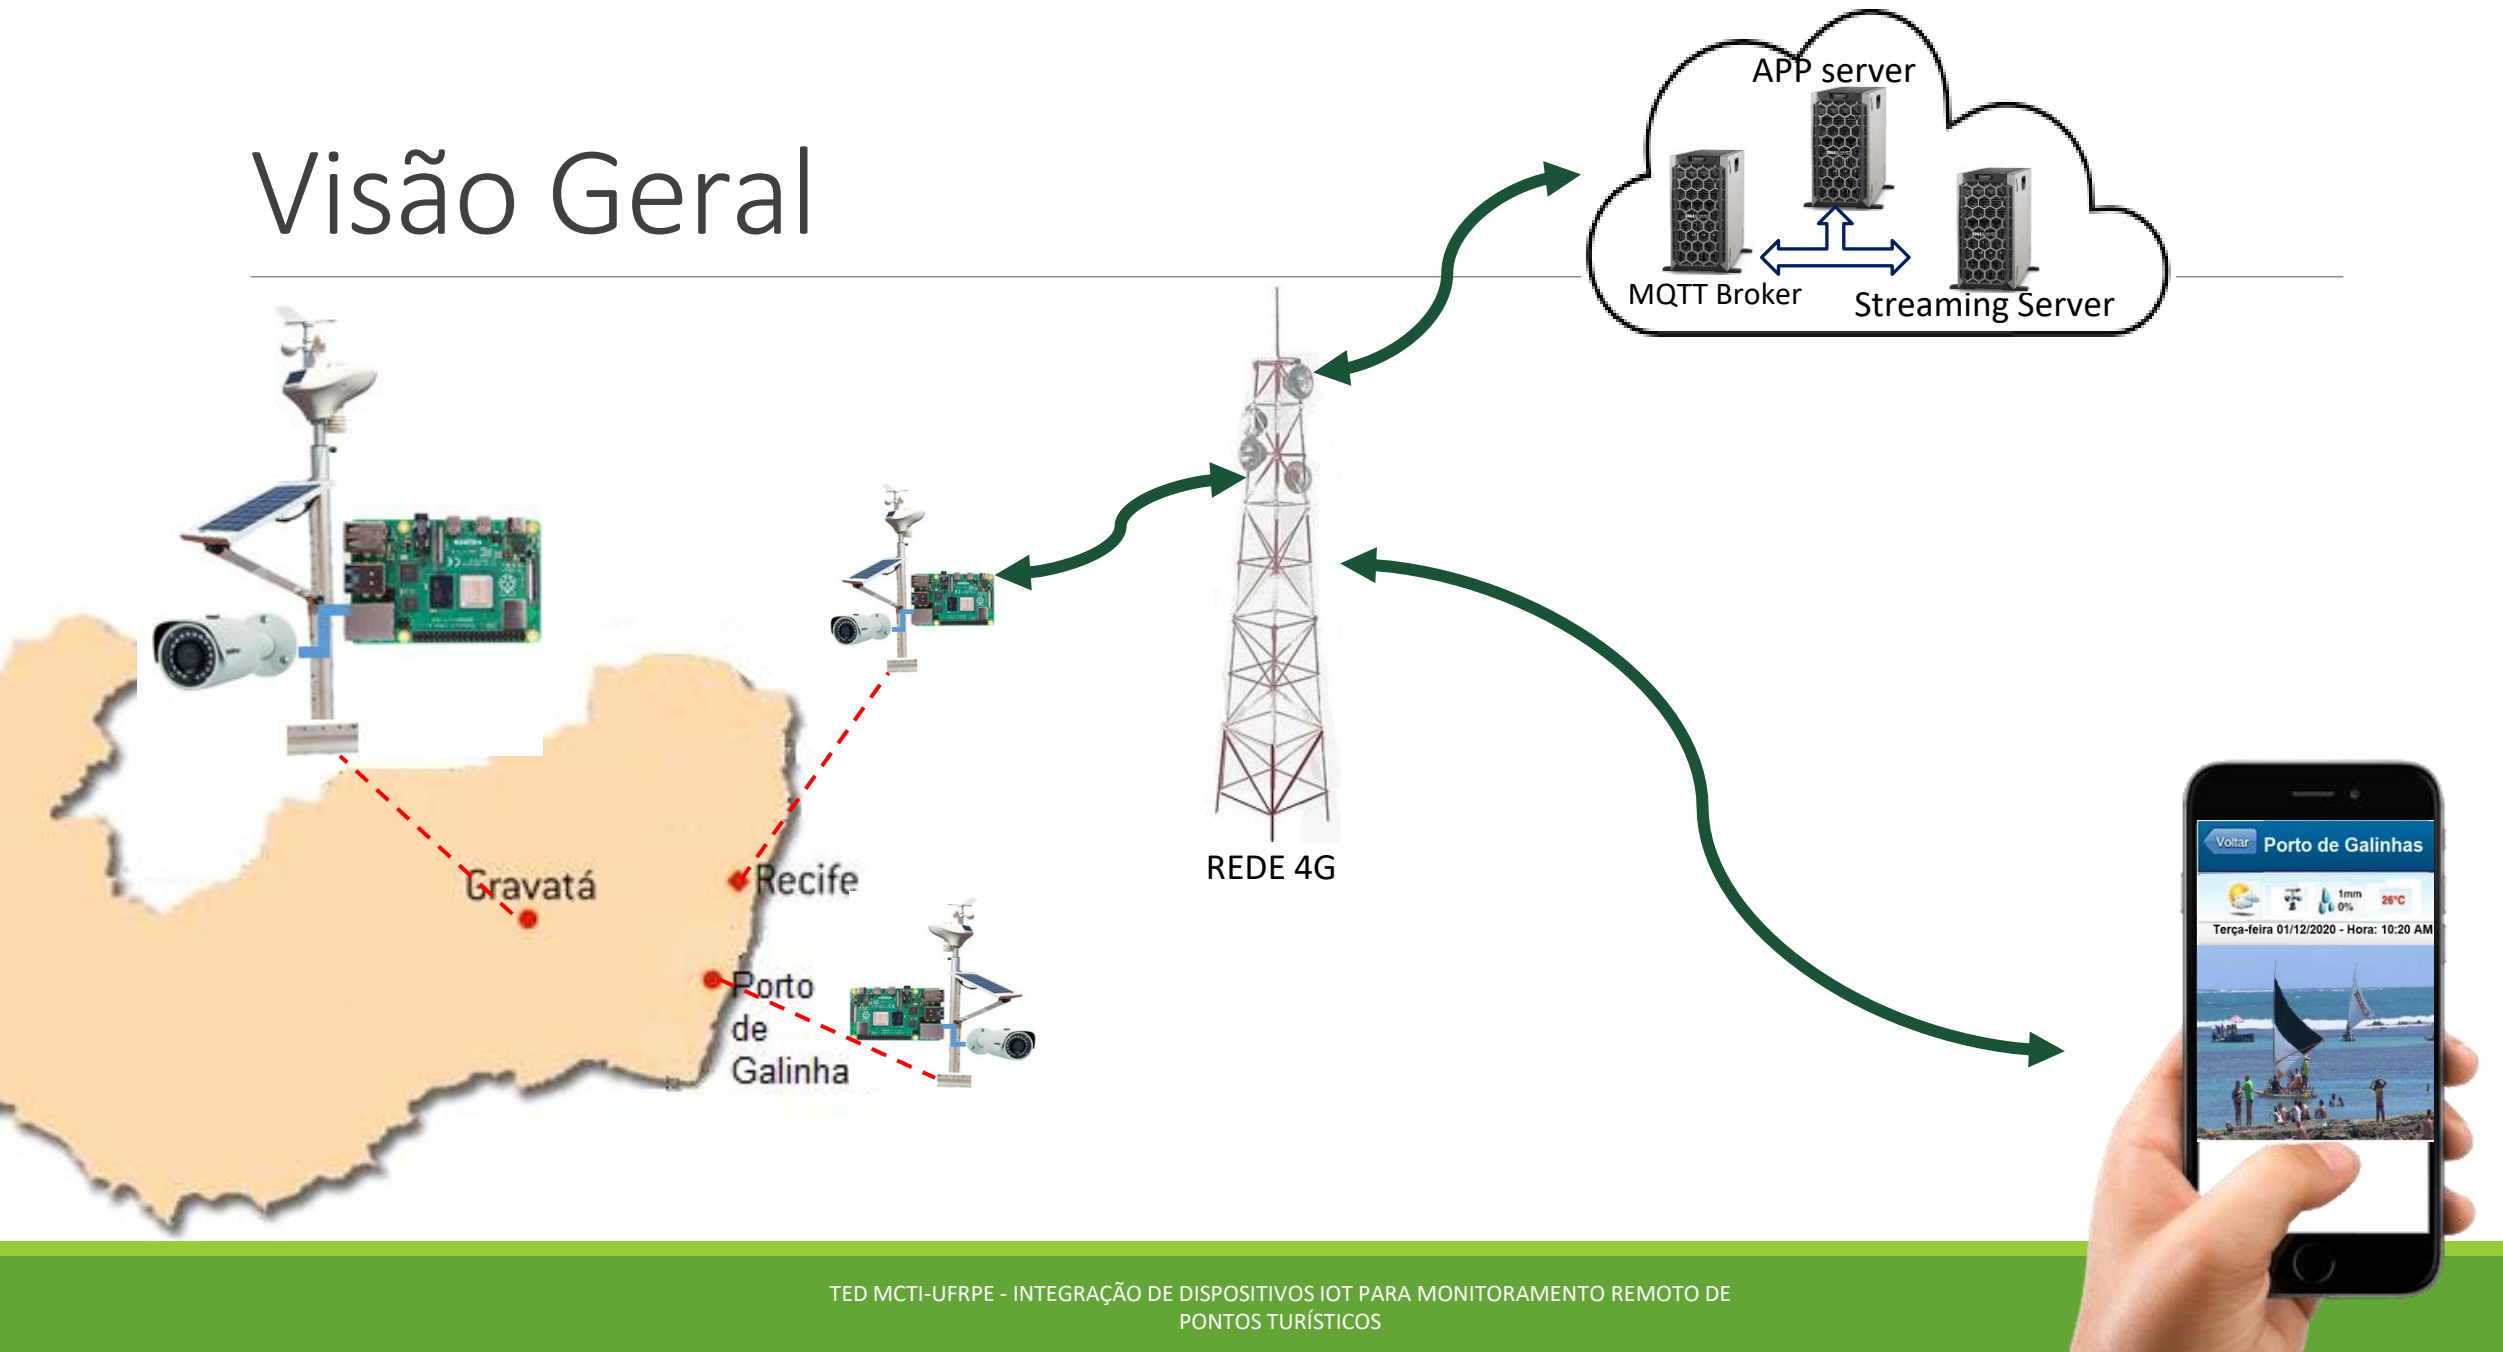 Visão Geral
APP server
MQTT Broker
Streaming Server
REDE 4G
Gravatá
Recife
Porto
de
Galinha
Voltar
Porto de Galinhas
1mm
0%
26°C
Terça-feira 01/12/2020 - Hora: 10:20 AM
TED MCTI-UFRPE - INTEGRAÇÃO DE DISPOSITIVOS IOT PARA MONITORAMENTO REMOTO DE
PONTOS TURÍSTICOS